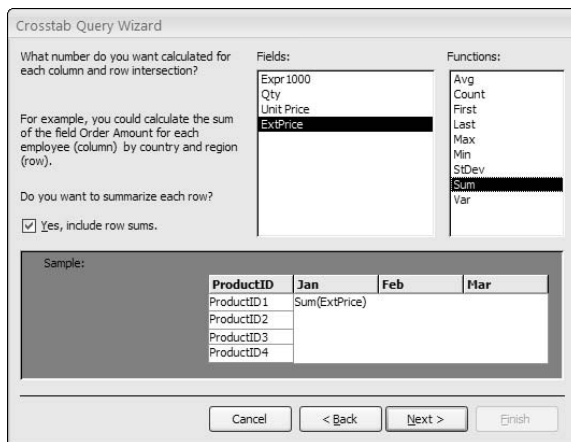 Crosstab Query Wizard
What number do you want calculated for
each column and row intersection?
For example, you could calculate the sum
of the field Order Amount for each
employee (column) by country and region
(row).
Do you want to summarize each row?
Yes, include row sums.
Fields:
Expr1000
Qty
Unit Price
ExtPrice
Functions:
Avg
Count
First
Last
Max
Min
StDev
Sum
Var
Sample:
ProductID Jan Feb Mar
ProductID1 Sum(ExtPrice)
ProductID2
ProductID3
ProductID4
Cancel < Back Next > Finish